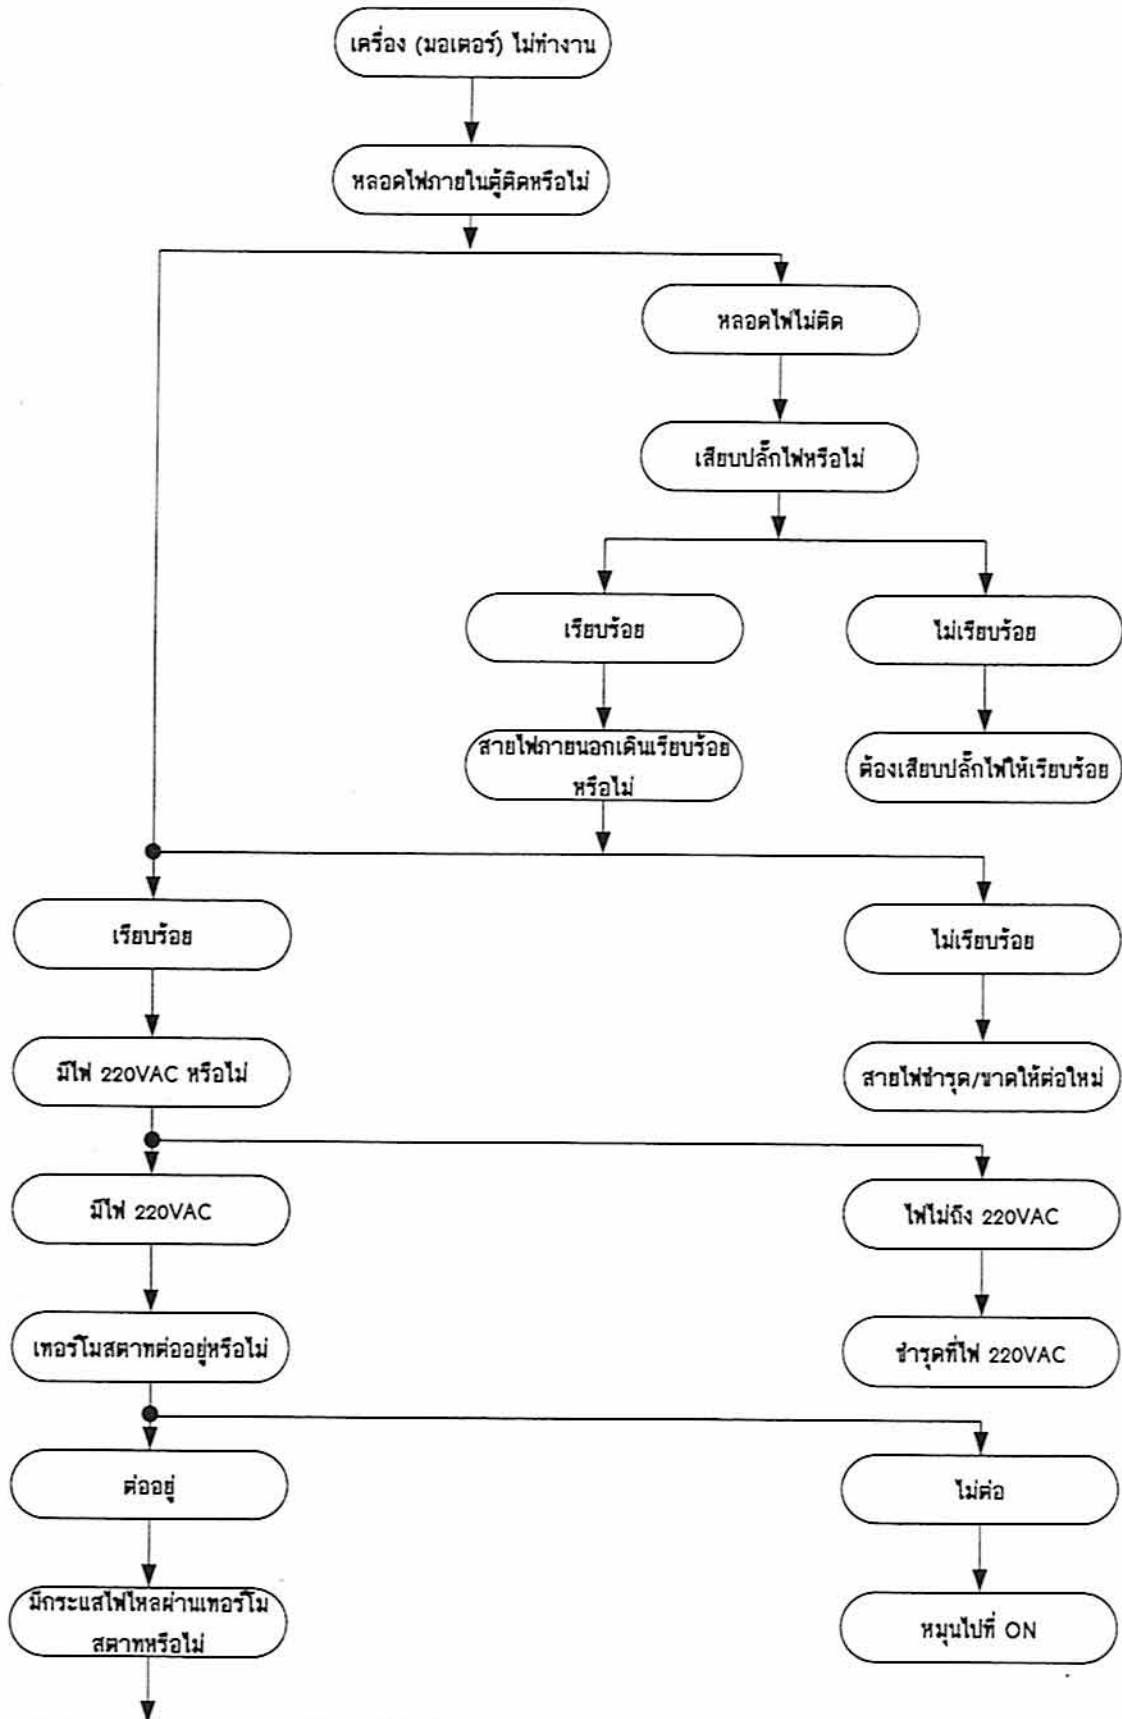 เครื่อง (มอเตอร์) ไม่ทำงาน
หลอดไฟภายในตู้ติดหรือไม่
หลอดไฟไม่ติด
เสียบปลั๊กไฟหรือไม่
เรียบร้อย
ไม่เรียบร้อย
สายไฟภายนอกเดินเรียบร้อย
หรือไม่
ต้องเสียบปลั๊กไฟให้เรียบร้อย
เรียบร้อย
ไม่เรียบร้อย
มีไฟ 220VAC หรือไม่
สายไฟชำรุด/ขาดให้ต่อใหม่
มีไฟ 220VAC
ไฟไม่ถึง 220VAC
เทอร์โมสตาทต่ออยู่หรือไม่
ชำรุดที่ไฟ 220VAC
ต่ออยู่
ไม่ต่อ
มีกระแสไฟไหลผ่านเทอร์โม
สตาทหรือไม่
หมุนไปที่ ON